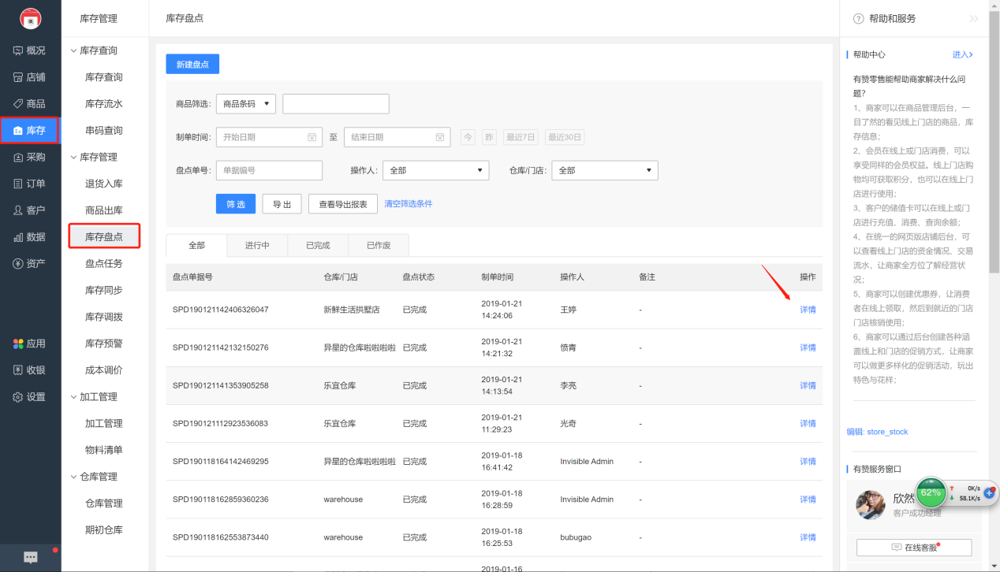 概况
店铺
商品
库存
采购
订单
客户
数据
资产
应用
收银
设置
库存管理
库存查询
库存查询
库存流水
串码查询
库存管理
退货入库
商品出库
库存盘点
盘点任务
库存同步
库存调拨
库存预警
成本调价
加工管理
加工管理
物料清单
仓库管理
仓库管理
期初仓库
库存盘点
新建盘点
商品筛选: 商品条码
制单时间: 开始日期 至 结束日期 今 昨 最近7日 最近30日
盘点单号: 单据编号 操作人: 全部 仓库/门店: 全部
筛 选 导 出 查看导出报表 清空筛选条件
全部 进行中 已完成 已作废
盘点单据号 仓库/门店 盘点状态 制单时间 操作人 备注 操作
SPD190121142406326047 新鲜生活拱墅店 已完成 2019-01-21 14:24:06 王婷 - 详情
SPD190121142132150276 异星的仓库啦啦啦啦 已完成 2019-01-21 14:21:32 愤青 - 详情
SPD190121141353905258 乐宜仓库 已完成 2019-01-21 14:13:54 李亮 - 详情
SPD190121112923536083 乐宜仓库 已完成 2019-01-21 11:29:23 光奇 - 详情
SPD190118164142469295 异星的仓库啦啦啦啦 已完成 2019-01-18 16:41:42 Invisible Admin - 详情
SPD190118162859360236 warehouse 已完成 2019-01-18 16:28:59 Invisible Admin - 详情
SPD190118162553873440 warehouse 已完成 2019-01-18 16:25:53 bubugao - 详情
2019-01-16
帮助和服务
帮助中心 进入
有赞零售能帮助商家解决什么问
题?
1、商家可以在商品管理后台，一
目了然的看见线上门店的商品，库
存信息；
2、会员在线上或门店消费，可以
享受同样的会员权益。线上门店购
物均可获取积分，也可以在线上门
店进行使用；
3、客户的储值卡可以在线上或门
店进行充值、消费、查询余额；
4、在统一的网页版店铺后台，可
以查看线上门店的资金情况、交易
流水，让商家全方位了解经营状
况；
5、商家可以创建优惠券，让消费
者在线上领取，然后到就近的门店
门店核销使用；
6、商家可以通过后台创建各种涵
盖线上和门店的促销方式，让商家
可以做更多样化的促销活动，玩出
特色与花样；
编辑: store_stock
有赞服务窗口
欣然
客户成功经理
62%
0K/s
58.1K/s
在线客服